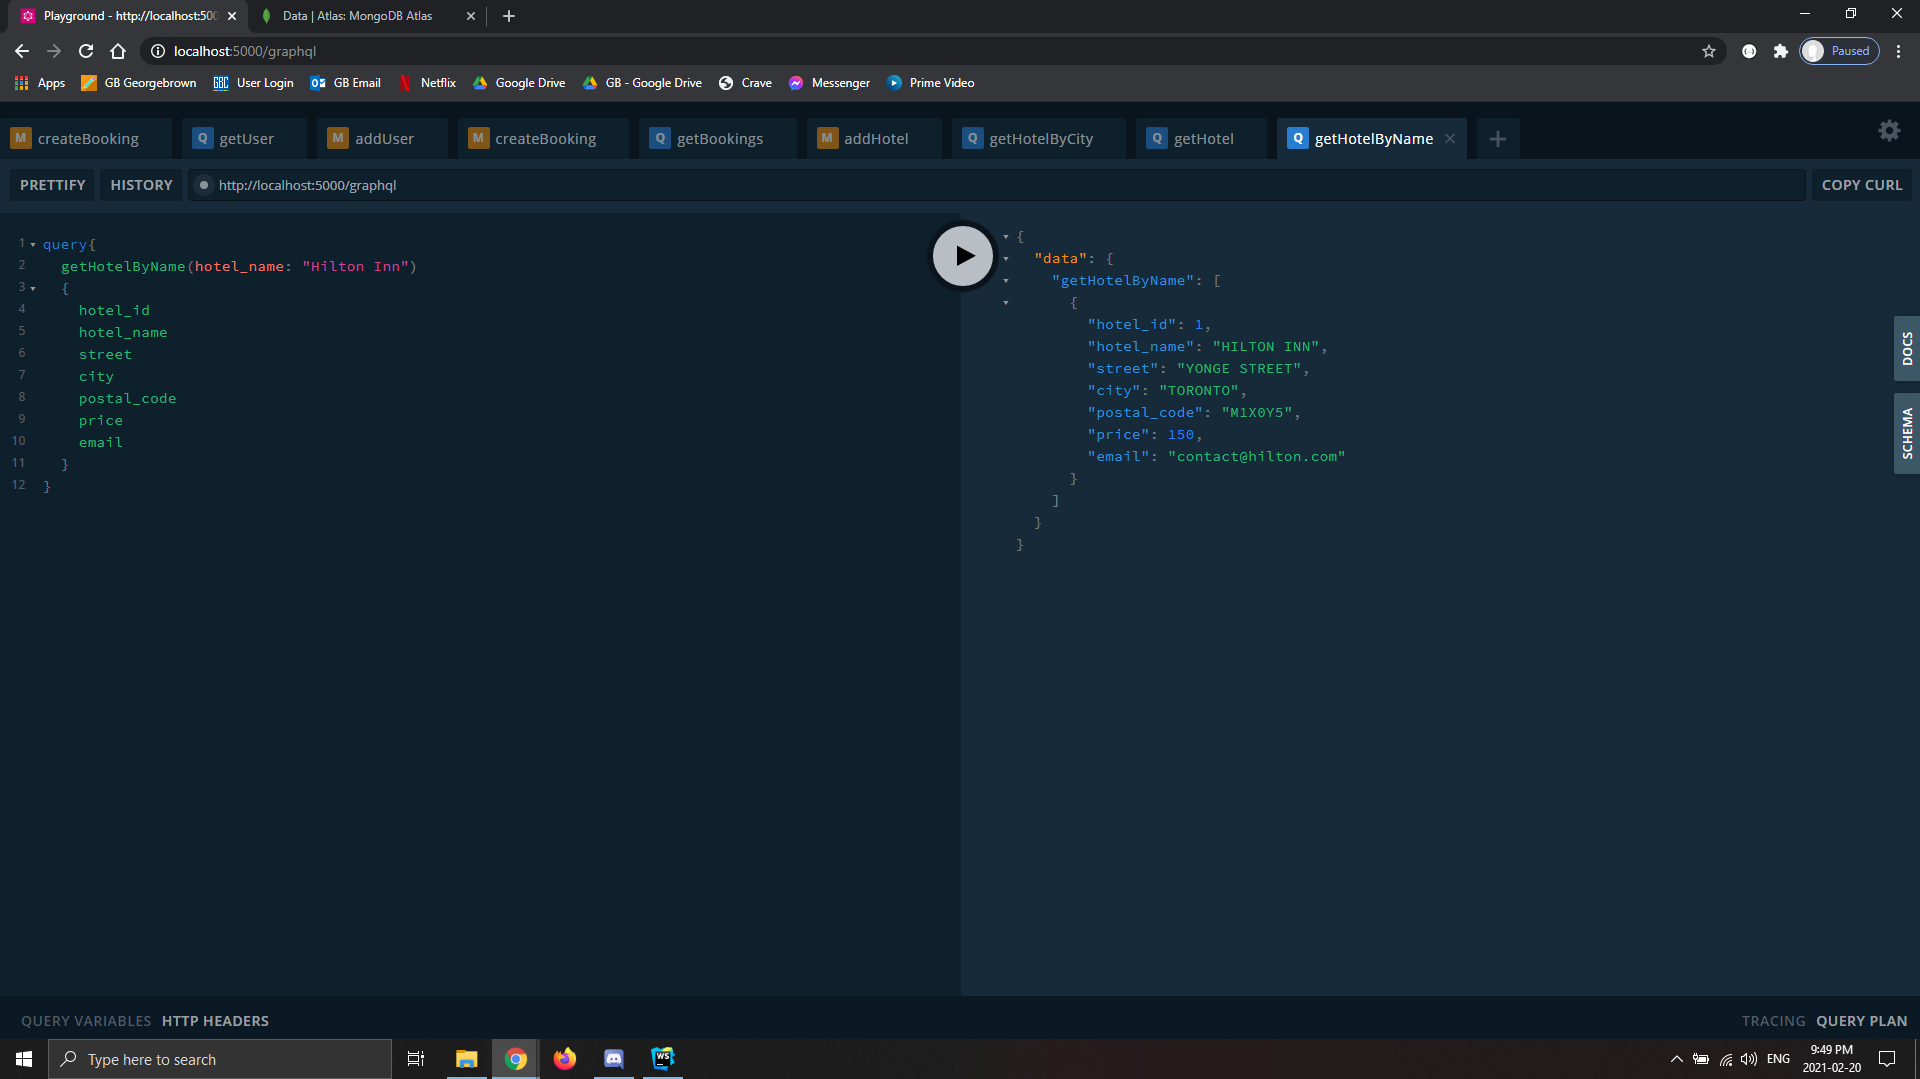 Playground - http://localhost:500
Data | Atlas: MongoDB Atlas
localhost:5000/graphql
Paused
Apps
GB Georgebrown
GBC
User Login
GB Email
Netflix
Google Drive
GB - Google Drive
Crave
Messenger
Prime Video
M createBooking
Q getUser
M addUser
M createBooking
Q getBookings
M addHotel
Q getHotelByCity
Q getHotel
Q getHotelByName
PRETTIFY
HISTORY
http://localhost:5000/graphql
COPY CURL
1 query{
2 getHotelByName(hotel_name: "Hilton Inn")
3 {
4 hotel_id
5 hotel_name
6 street
7 city
8 postal_code
9 price
10 email
11 }
12 }
{
"data": {
"getHotelByName": [
{
"hotel_id": 1,
"hotel_name": "HILTON INN",
"street": "YONGE STREET",
"city": "TORONTO",
"postal_code": "M1X0Y5",
"price": 150,
"email": "contact@hilton.com"
}
]
}
}
DOCS
SCHEMA
QUERY VARIABLES
HTTP HEADERS
TRACING
QUERY PLAN
Type here to search
WS
ENG
9:49 PM
2021-02-20